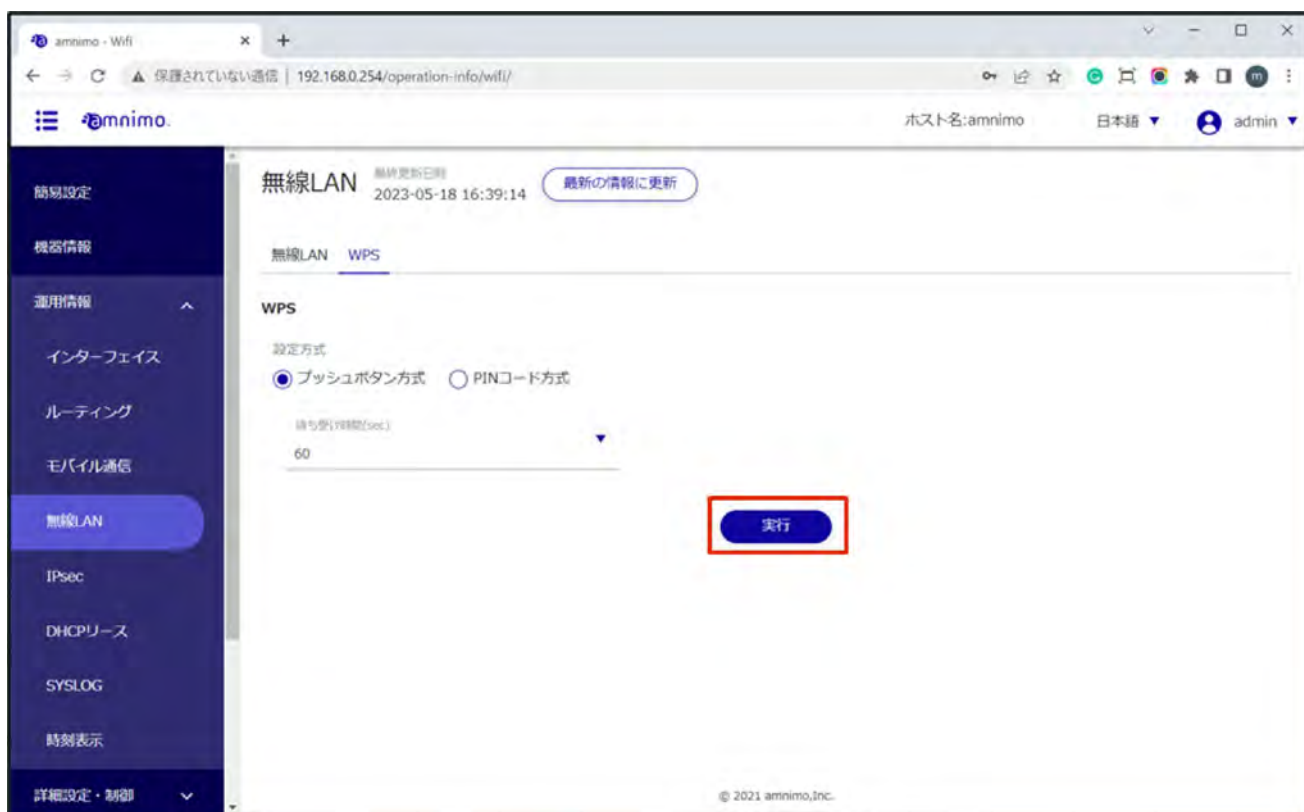 amnimo - Wifi
保護されていない通信 | 192.168.0.254/operation-info/wifi/
m
amnimo.
ホスト名:amnimo
日本語
admin
簡易設定
機器情報
運用情報
インターフェイス
ルーティング
モバイル通信
無線LAN
IPsec
DHCPリース
SYSLOG
時刻表示
詳細設定・制御
無線LAN
最終更新日時
2023-05-18 16:39:14
最新の情報に更新
無線LAN WPS
WPS
設定方式
プッシュボタン方式 PINコード方式
待ち受け時間(sec)
60
実行
© 2021 amnimo,Inc.